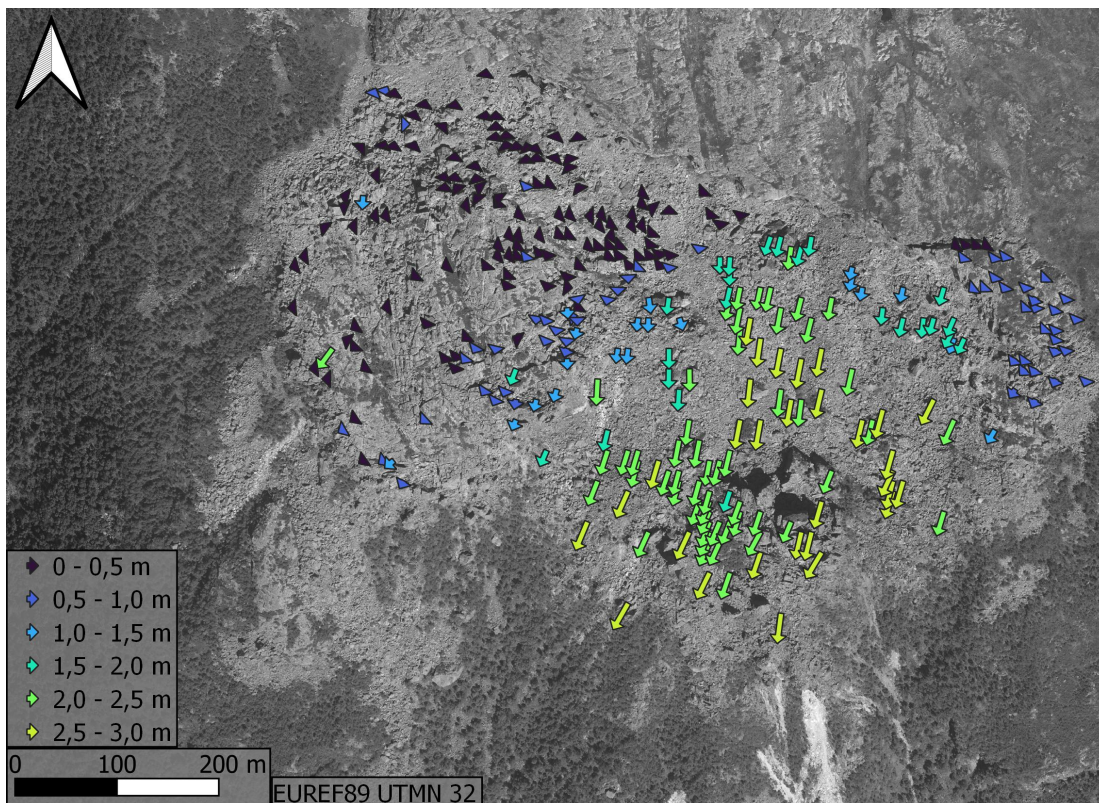 0 - 0,5 m
0,5 - 1,0 m
1,0 - 1,5 m
1,5 - 2,0 m
2,0 - 2,5 m
2,5 - 3,0 m
0 100 200 m
EUREF89 UTMN 32